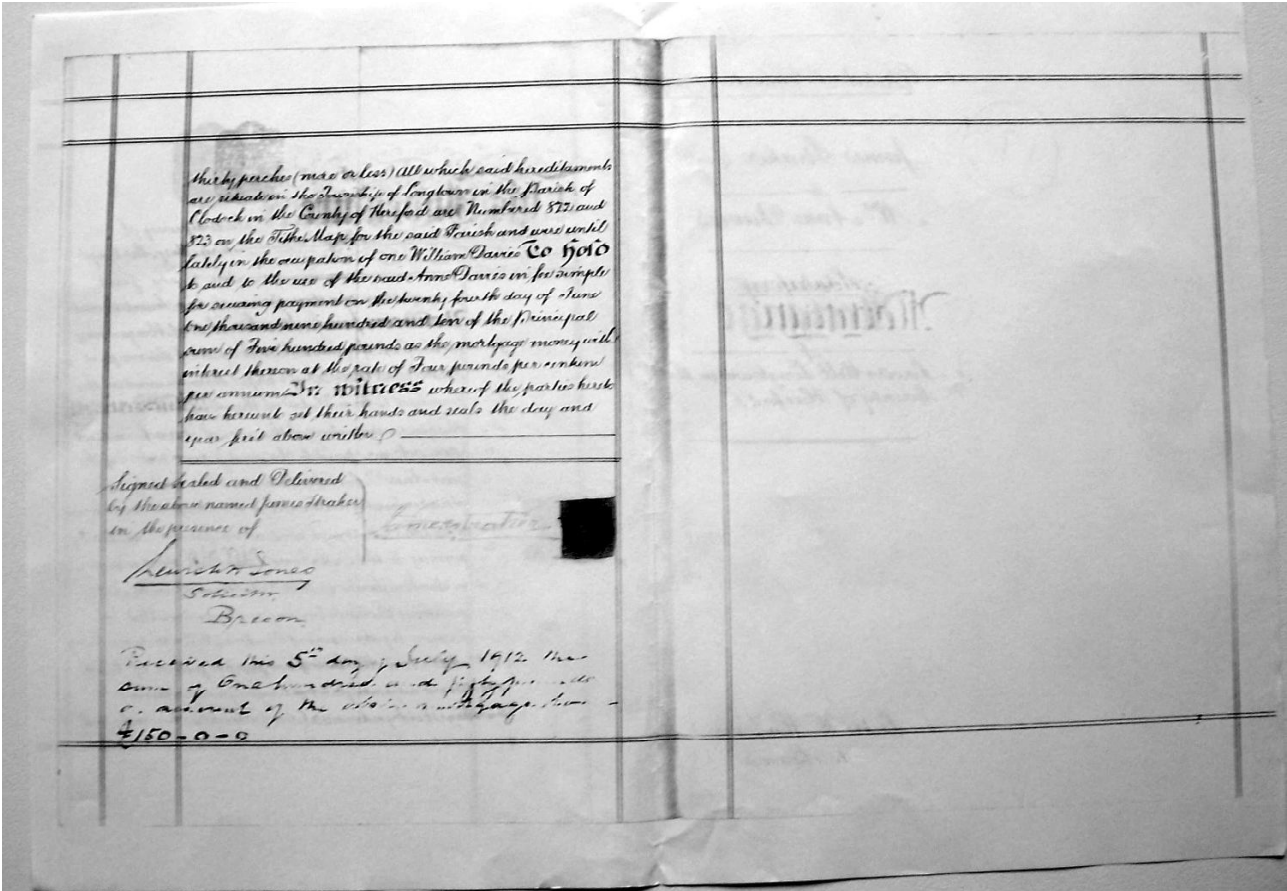 thirty perches (more or less) All which said hereditaments
are situate in the Township of Longtown in the Parish of
Clodock in the County of Hereford are Numbered 822 and
823 on the Tithe Map for the said Parish and were until
lately in the occupation of one William Davies To Hold
to and to the use of the said Anne Davies in fee simple
for securing payment on the twenty fourth day of June
one thousand nine hundred and ten of the Principal
sum of Five hundred pounds as the mortgage money with
interest thereon at the rate of Four pounds per centum
per annum In witness whereof the parties hereto
have hereunto set their hands and seals the day and
year first above written
Signed Sealed and Delivered
by the above named James Straker
in the presence of
James Straker
Jones
Solicitor
Brecon
Received this 5th day of July 1912 the
sum of One hundred and fifty pounds
on account of the above mortgage
£150-0-0